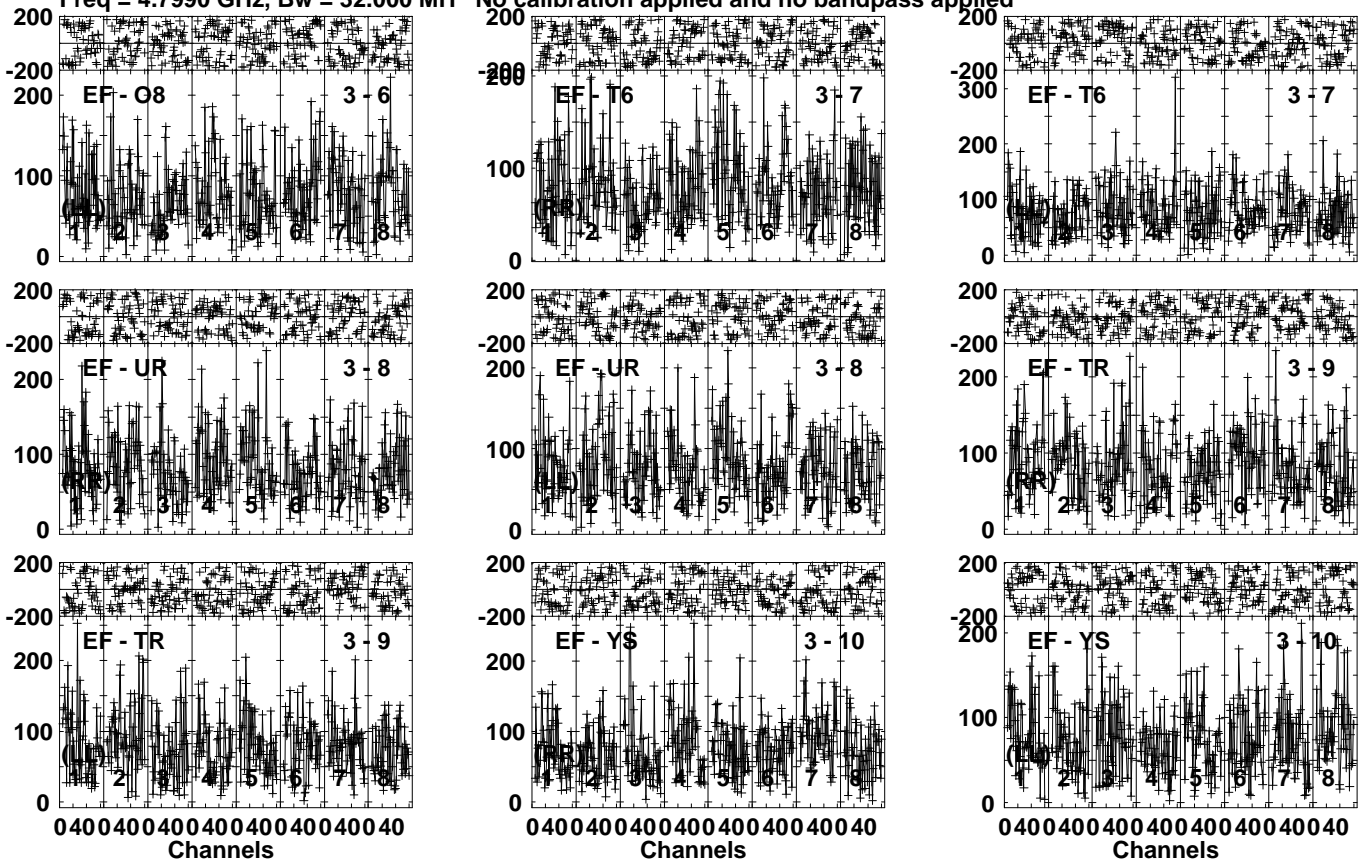 Freq = 4.7990 GHz, Bw = 32.000 MH No calibration applied and no bandpass applied
200 200 200
-200 -200 -200
EF - O8 3 - 6 EF - T6 3 - 7 EF - T6 3 - 7
200 200 300
100 100 200
0 0 100
0
(RR)
1 2 3 4 5 6 7 8 1 2 3 4 5 6 7 8 1 2 3 4 5 6 7 8
200 200 200
-200 -200 -200
EF - UR 3 - 8 EF - UR 3 - 8 EF - TR 3 - 9
200 200 200
100 100 100
(RR) (LL) (RR)
1 2 3 4 5 6 7 8 1 2 3 4 5 6 7 8 1 2 3 4 5 6 7 8
0 0 0
200 200 200
-200 -200 -200
EF - TR 3 - 9 EF - YS 3 - 10 EF - YS 3 - 10
200 200 200
100 100 100
(LL) (RR) (LL)
1 2 3 4 5 6 7 8 1 2 3 4 5 6 7 8 1 2 3 4 5 6 7 8
0 0 0
0 40 0 40 0 40 0 40 0 40 0 40 0 40 0 40 0 40 0 40 0 40 0 40 0 40 0 40 0 40 0 40 0 40 0 40 0 40 0 40 0 40 0 40 0 40 0 40
Channels Channels Channels